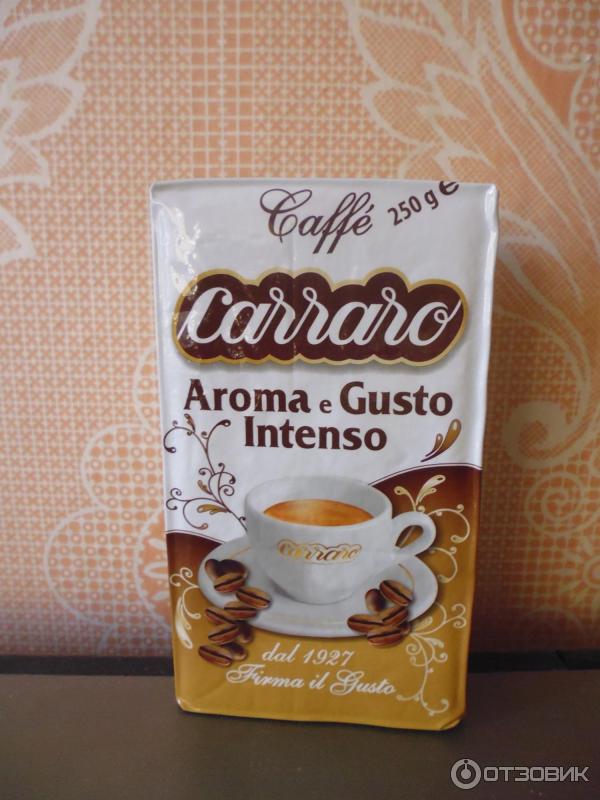 Caffé 250 g e
Carraro
Aroma e Gusto
Intenso
Carraro
dal 1927
Firma il Gusto
ОТЗОВИК